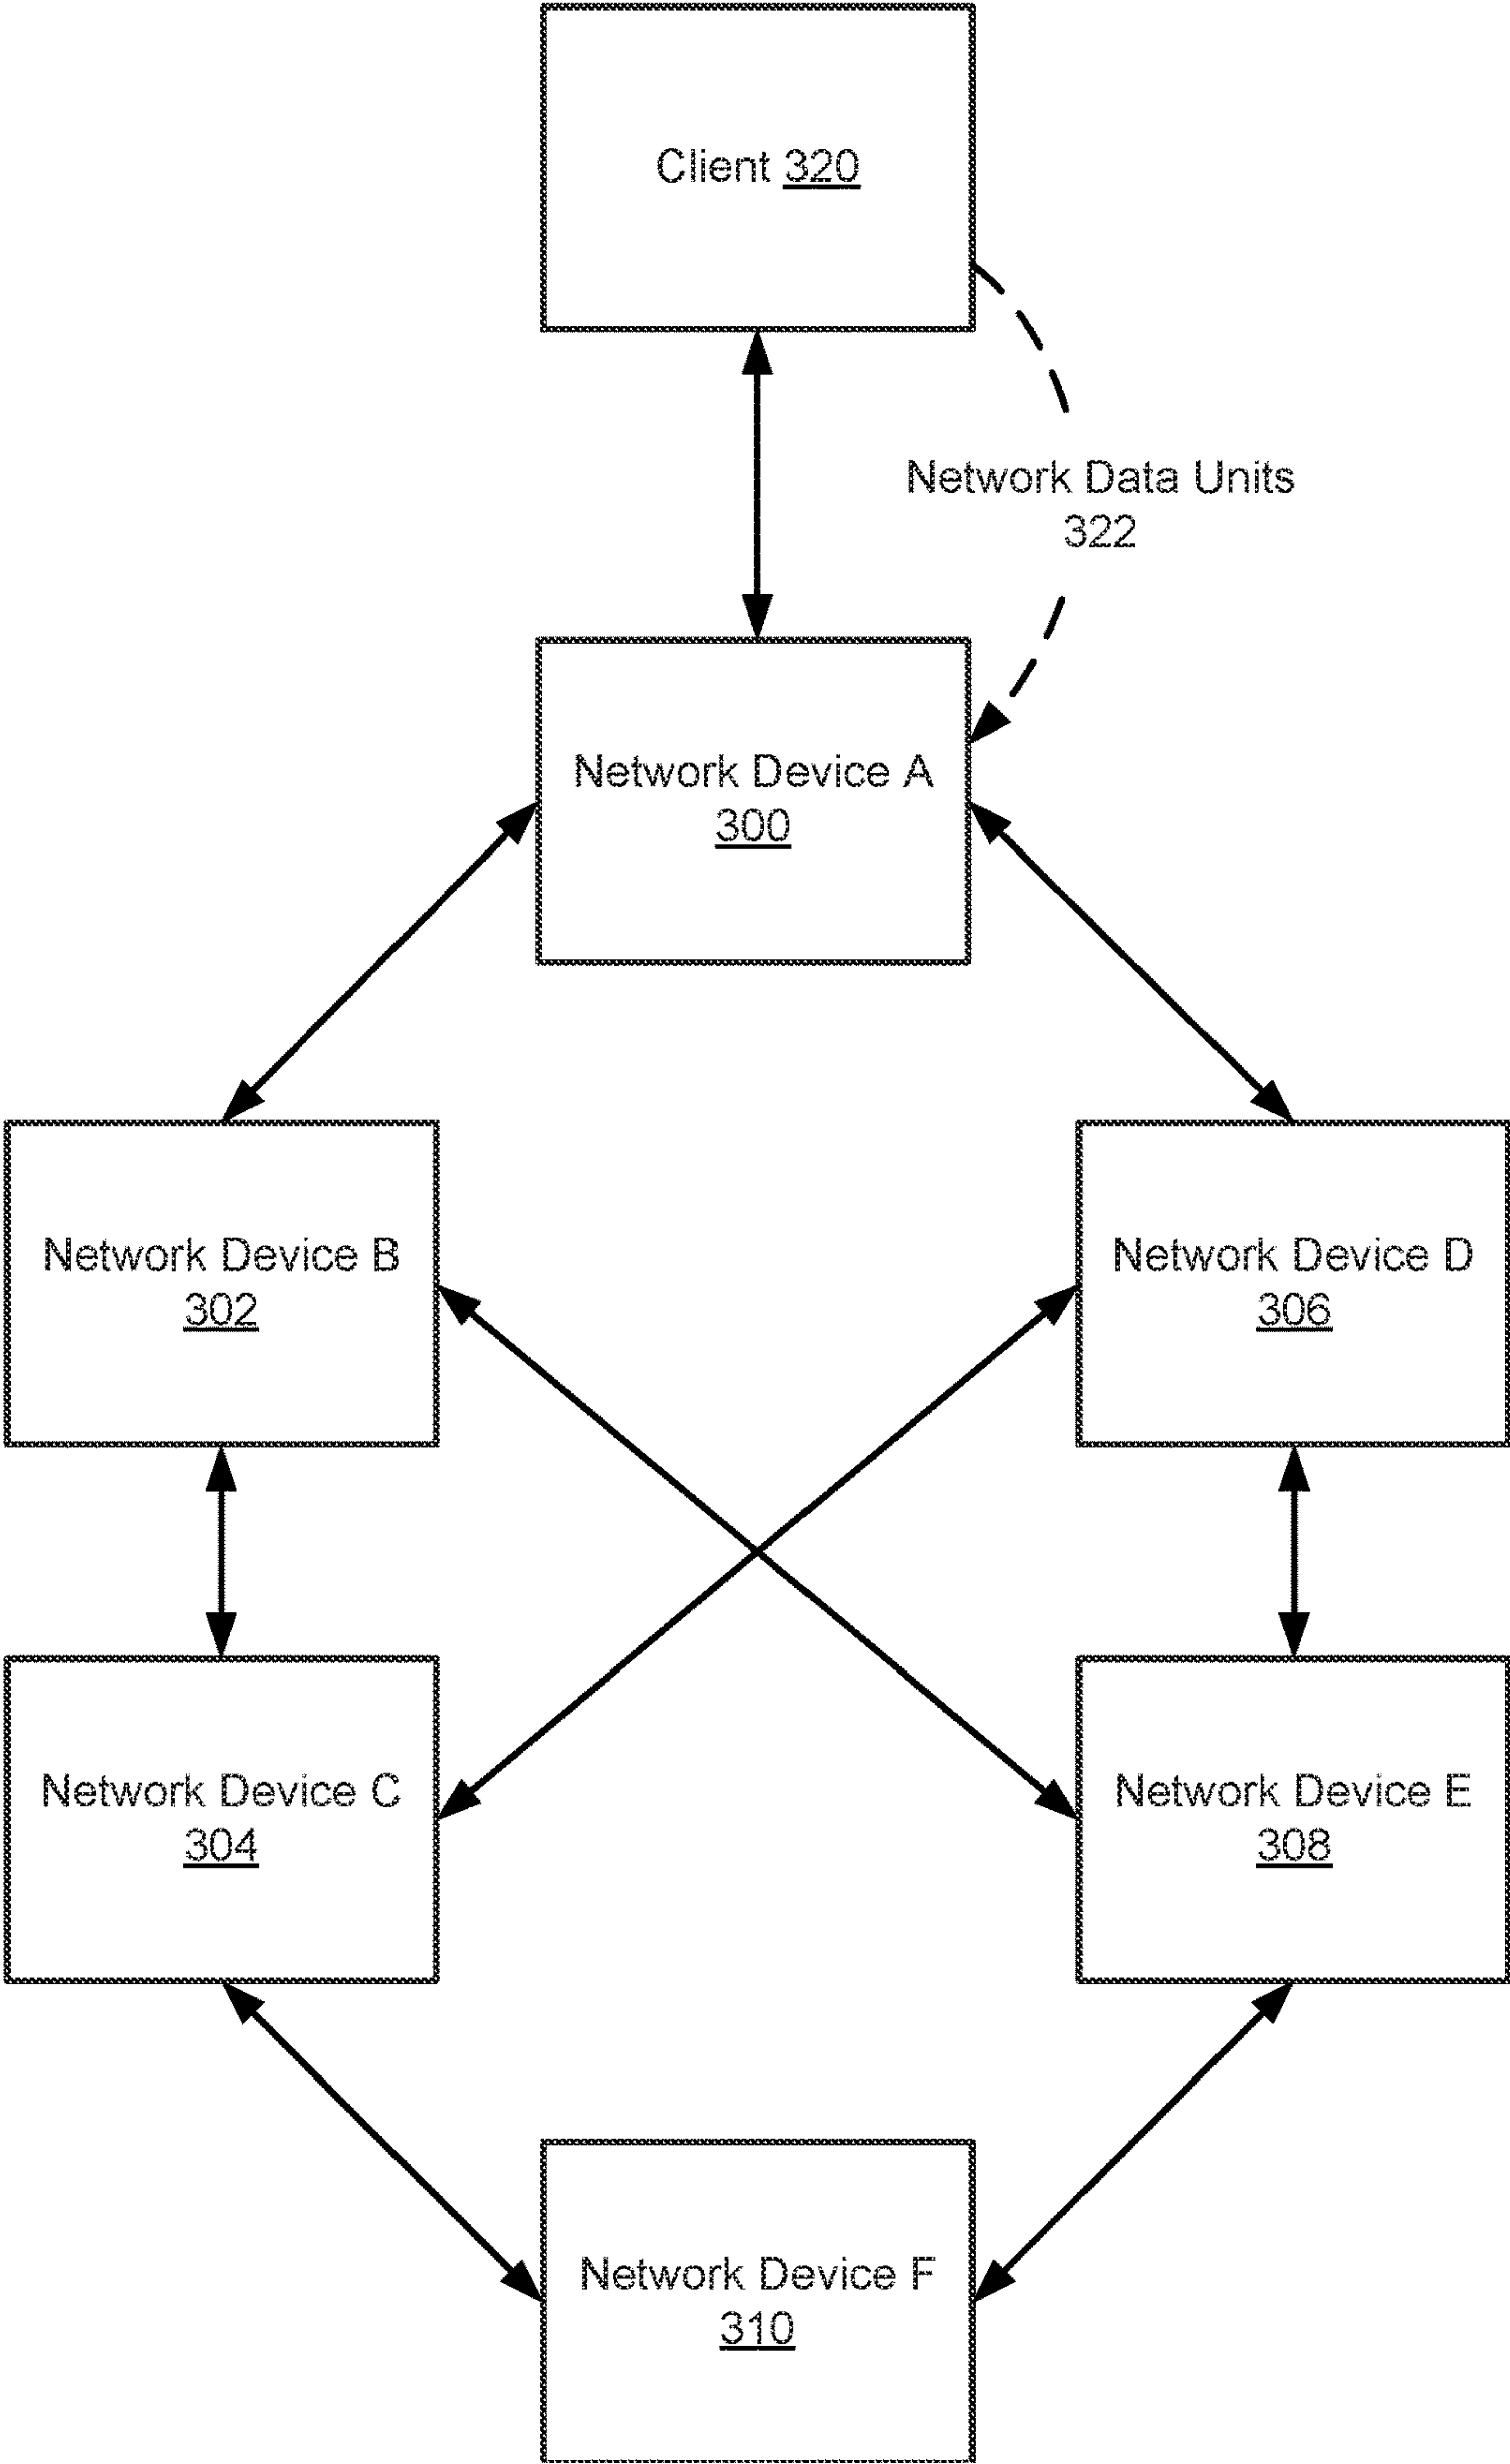 Client 320
Network Data Units
322
Network Device A
300
Network Device B
302
Network Device D
306
Network Device C
304
Network Device E
308
Network Device F
310